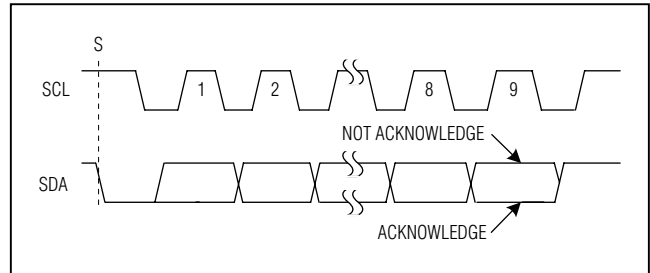 S
SCL 1 2 8 9
NOT ACKNOWLEDGE
SDA
ACKNOWLEDGE